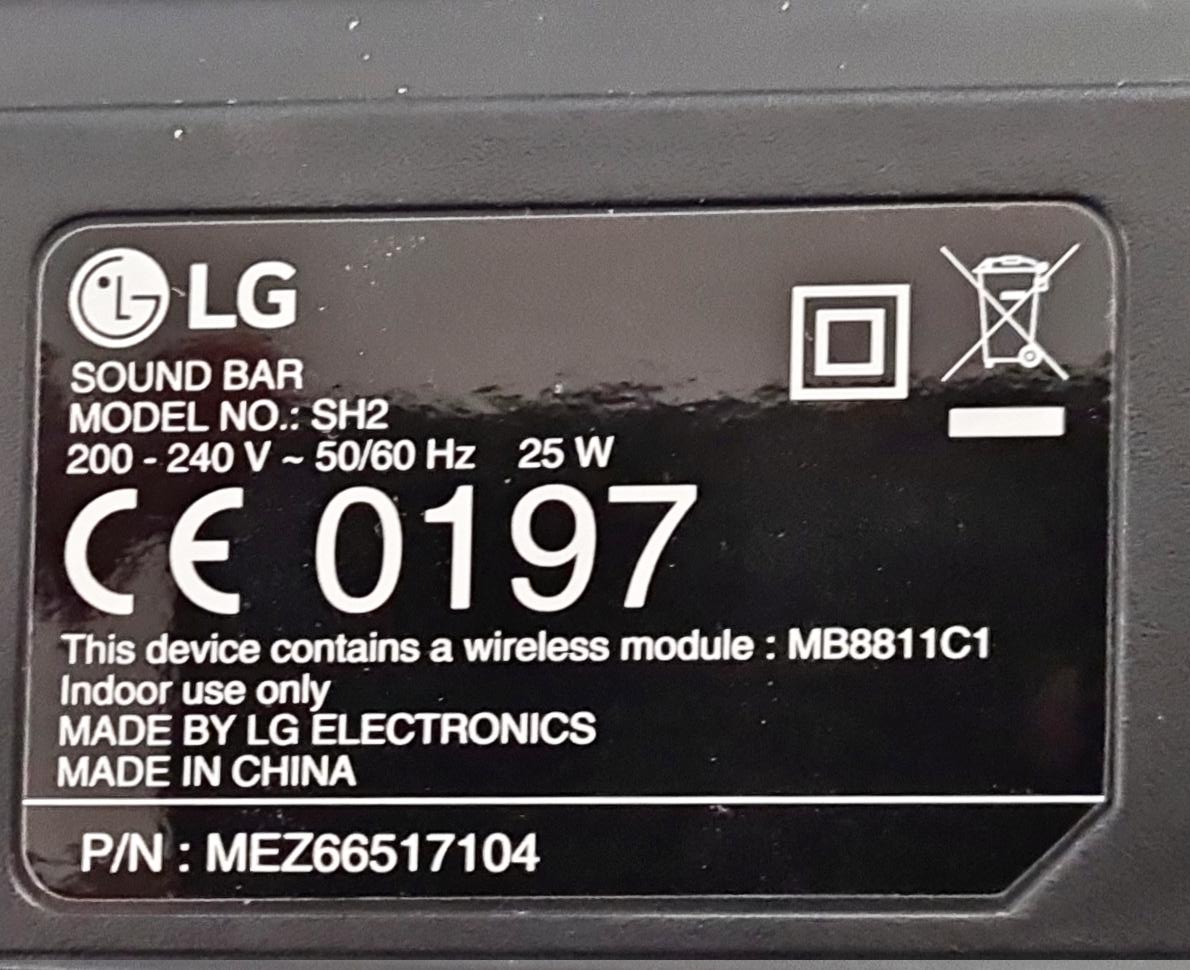 LG
SOUND BAR
MODEL NO.: SH2
200 - 240 V ~ 50/60 Hz 25 W
CE 0197
This device contains a wireless module : MB8811C1
Indoor use only
MADE BY LG ELECTRONICS
MADE IN CHINA
P/N : MEZ66517104